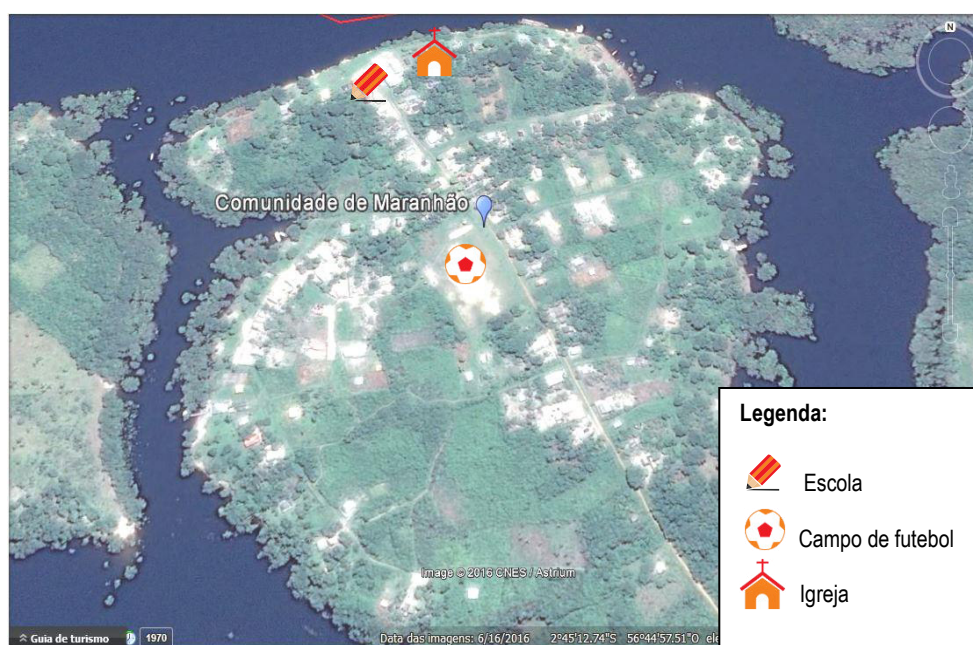 N
Comunidade de Maranhão
Legenda:
Escola
Campo de futebol
Igreja
Image © 2016 CNES / Astrium
Guia de turismo
1970
Data das imagens: 6/16/2016 2°45'12.74"S 56°44'57.51"O ele